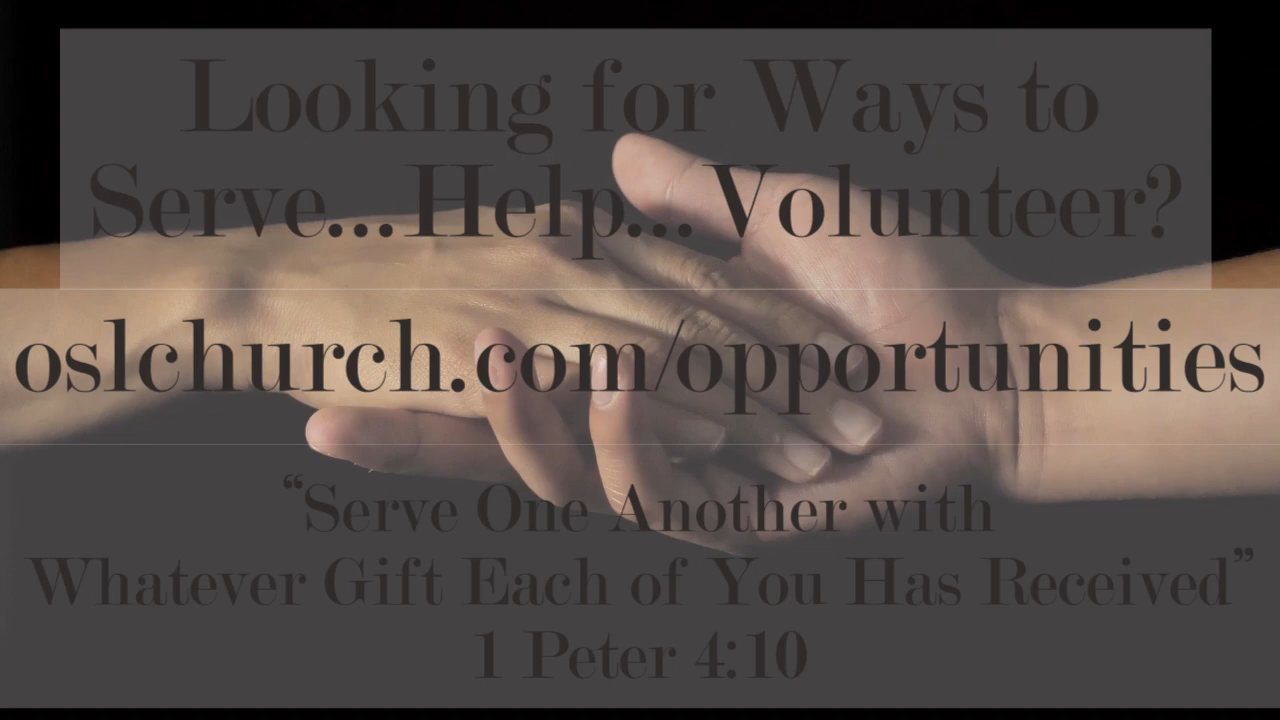 Looking for Ways to
Serve...Help...Volunteer?
oslchurch.com/opportunities
“Serve One Another with
Whatever Gift Each of You Has Received”
1 Peter 4:10